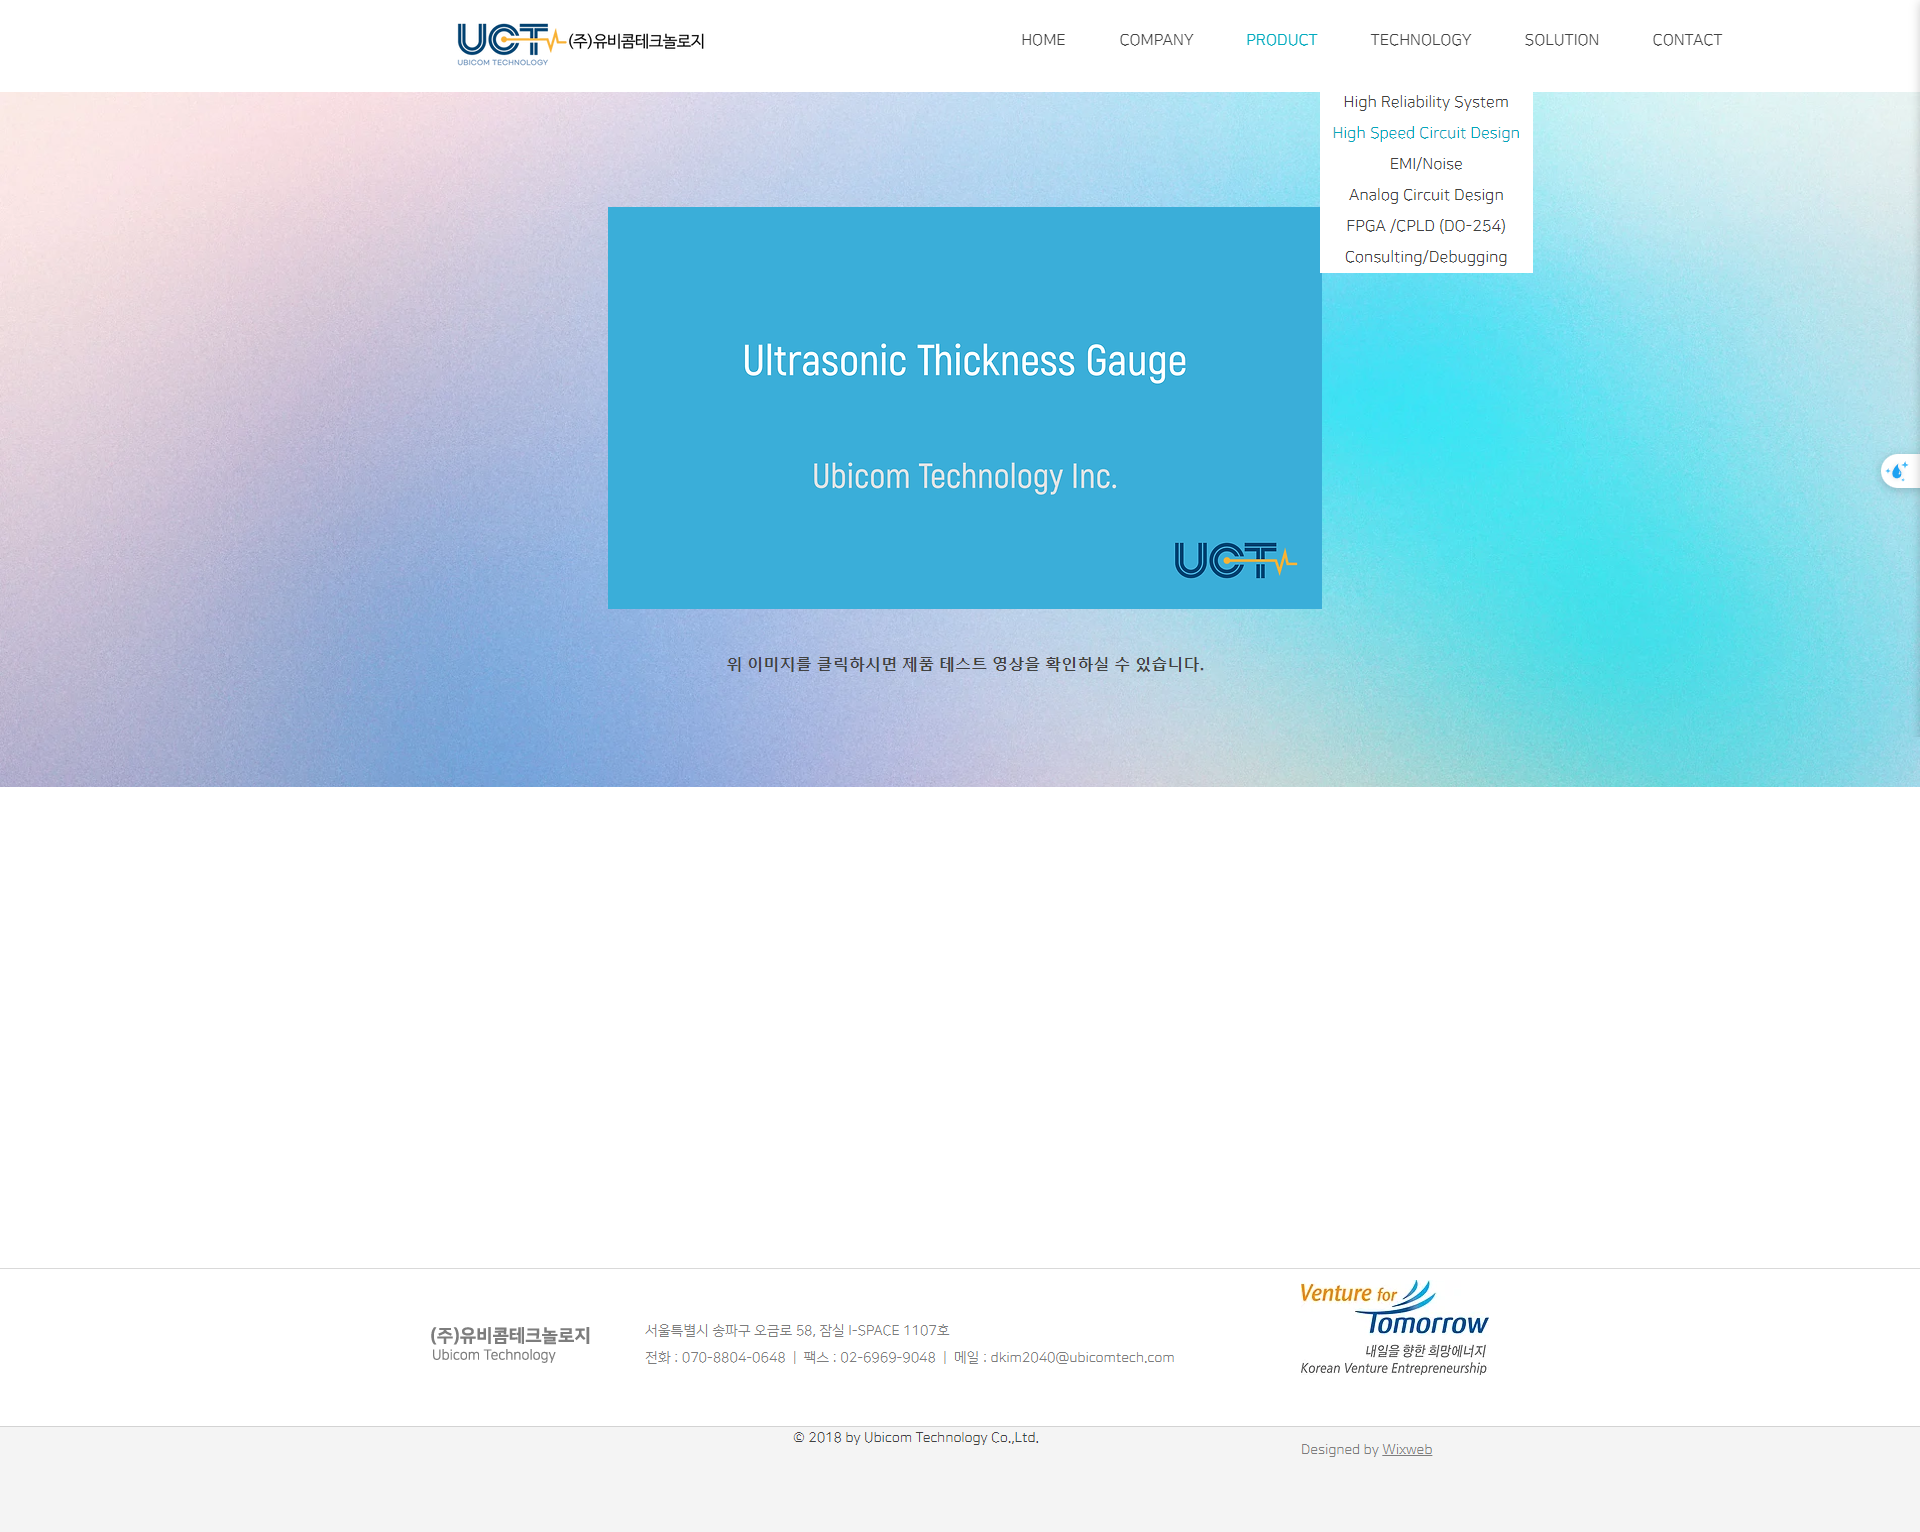 UCT
UBICOM TECHNOLOGY
(주)유비콤테크놀로지
HOME
COMPANY
PRODUCT
TECHNOLOGY
SOLUTION
CONTACT
High Reliability System
High Speed Circuit Design
EMI/Noise
Analog Circuit Design
FPGA /CPLD (DO-254)
Consulting/Debugging
Ultrasonic Thickness Gauge
Ubicom Technology Inc.
UCT
위 이미지를 클릭하시면 제품 테스트 영상을 확인하실 수 있습니다.
(주)유비콤테크놀로지
Ubicom Technology
서울특별시 송파구 오금로 58, 잠실 I-SPACE 1107호
전화 : 070-8804-0648 | 팩스 : 02-6969-9048 | 메일 : dkim2040@ubicomtech.com
Venture for
Tomorrow
내일을 향한 희망에너지
Korean Venture Entrepreneurship
© 2018 by Ubicom Technology Co.,Ltd.
Designed by Wixweb